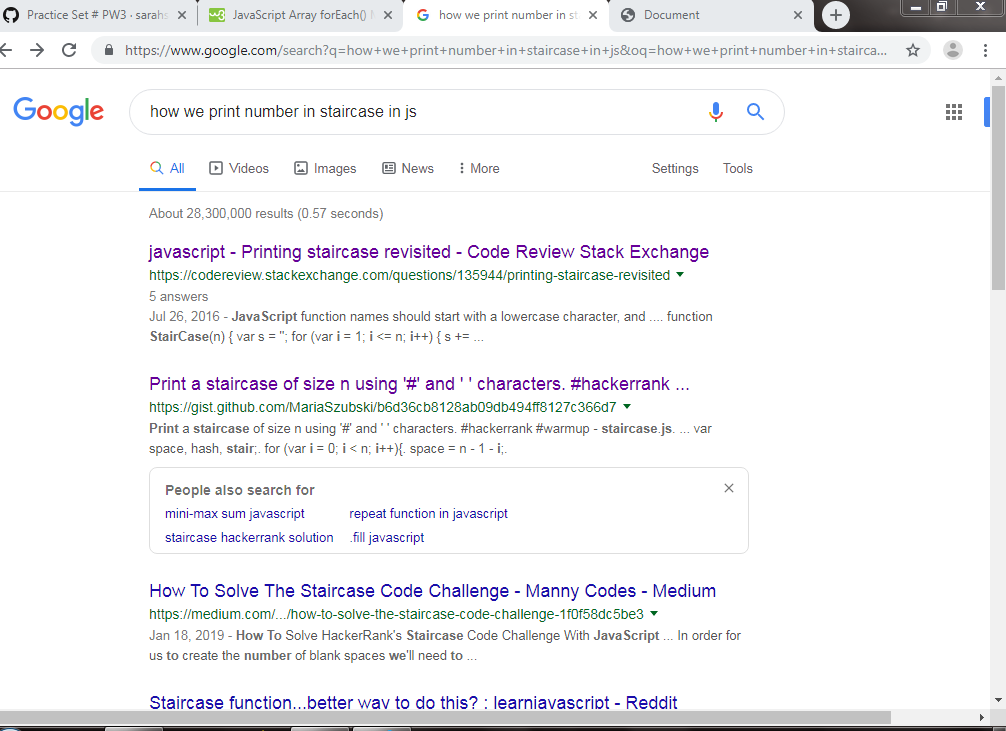 Practice Set # PW3 - sarahs
JavaScript Array forEach()
how we print number in st
Document
https://www.google.com/search?q=how+we+print+number+in+staircase+in+js&oq=how+we+print+number+in+stairca...
Google
how we print number in staircase in js
All
Videos
Images
News
More
Settings
Tools
About 28,300,000 results (0.57 seconds)
javascript - Printing staircase revisited - Code Review Stack Exchange
https://codereview.stackexchange.com/questions/135944/printing-staircase-revisited
5 answers
Jul 26, 2016 - JavaScript function names should start with a lowercase character, and .... function
StairCase(n) { var s = ''; for (var i = 1; i <= n; i++) { s += ...
Print a staircase of size n using '#' and ' ' characters. #hackerrank ...
https://gist.github.com/MariaSzubski/b6d36cb8128ab09db494ff8127c366d7
Print a staircase of size n using '#' and ' ' characters. #hackerrank #warmup - staircase.js. ... var
space, hash, stair;. for (var i = 0; i < n; i++){. space = n - 1 - i;.
People also search for
mini-max sum javascript
repeat function in javascript
staircase hackerrank solution
.fill javascript
How To Solve The Staircase Code Challenge - Manny Codes - Medium
https://medium.com/.../how-to-solve-the-staircase-code-challenge-1f0f58dc5be3
Jan 18, 2019 - How To Solve HackerRank's Staircase Code Challenge With JavaScript ... In order for
us to create the number of blank spaces we'll need to ...
Staircase function...better way to do this? : learnjavascript - Reddit